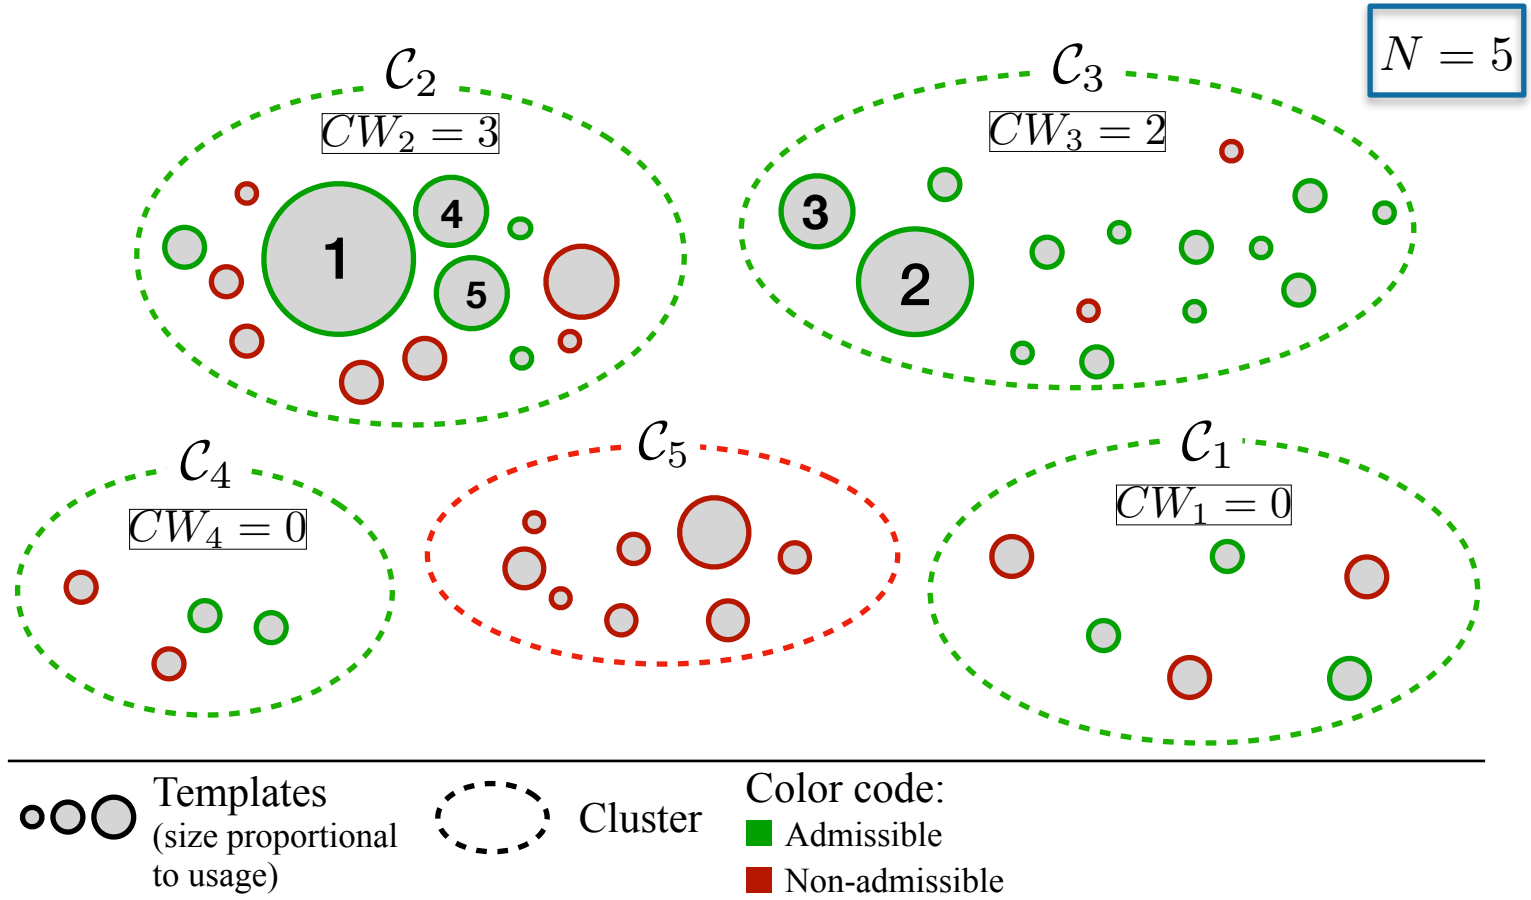 N = 5
𝒞₂
CW₂ = 3
𝒞₃
CW₃ = 2
1
4
5
3
2
𝒞₄
CW₄ = 0
𝒞₅
𝒞₁
CW₁ = 0
Templates
(size proportional
to usage)
Cluster
Color code:
Admissible
Non-admissible